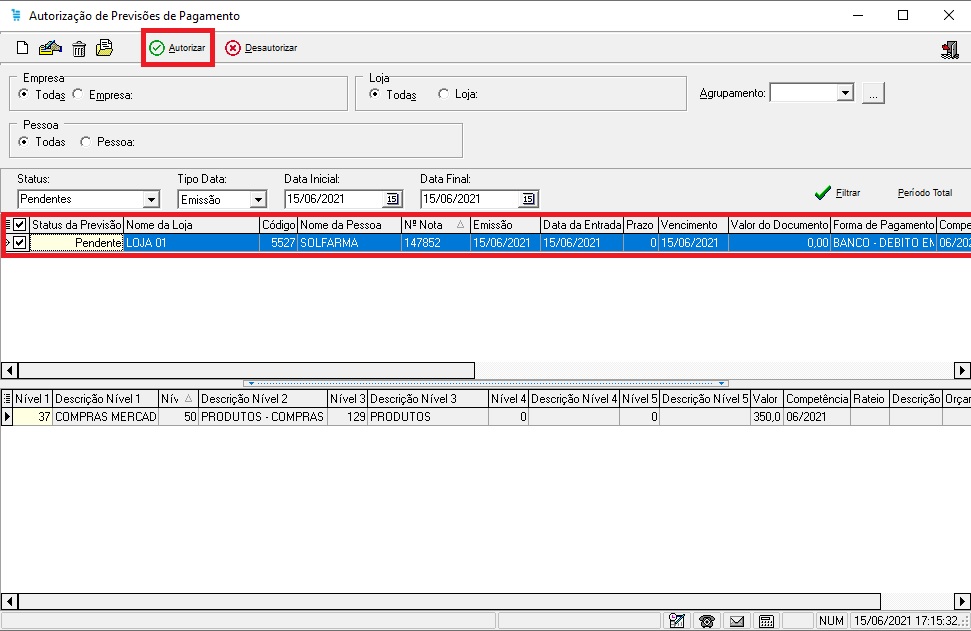 Autorização de Previsões de Pagamento
Autorizar Desautorizar
Empresa
Todas Empresa:
Loja
Todas Loja:
Agrupamento: ...
Pessoa
Todas Pessoa:
Status: Tipo Data: Data Inicial: Data Final:
Pendentes Emissão 15/06/2021 15 15/06/2021 15 Filtrar Período Total
Status da Previsão Nome da Loja Código Nome da Pessoa Nº Nota Emissão Data da Entrada Prazo Vencimento Valor do Documento Forma de Pagamento Compe
Pendente LOJA 01 5527 SOLFARMA 147852 15/06/2021 15/06/2021 0 15/06/2021 0,00 BANCO - DEBITO EN 06/202
Nível 1 Descrição Nível 1 Nív Descrição Nível 2 Nível 3 Descrição Nível 3 Nível 4 Descrição Nível 4 Nível 5 Descrição Nível 5 Valor Competência Rateio Descrição Orçar
37 COMPRAS MERCAD 50 PRODUTOS - COMPRAS 129 PRODUTOS 0 0 350,0 06/2021
NUM 15/06/2021 17:15:32